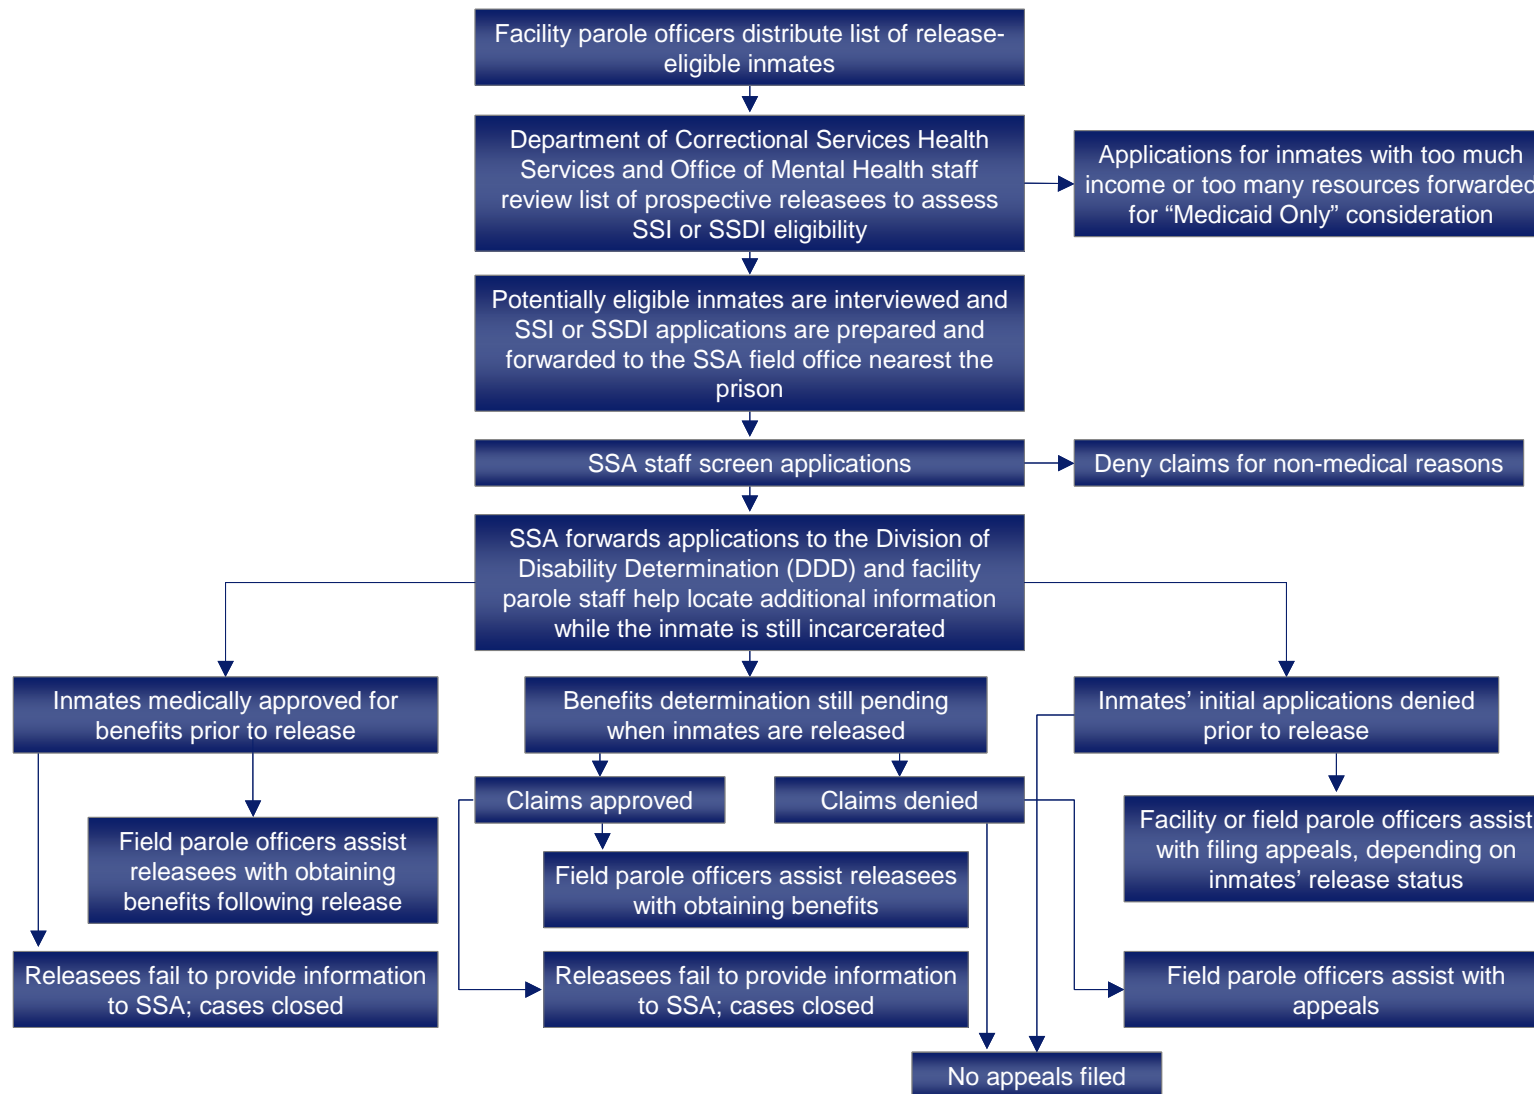 Facility parole officers distribute list of release-
eligible inmates
Department of Correctional Services Health
Services and Office of Mental Health staff
review list of prospective releasees to assess
SSI or SSDI eligibility
Applications for inmates with too much
income or too many resources forwarded
for “Medicaid Only” consideration
Potentially eligible inmates are interviewed and
SSI or SSDI applications are prepared and
forwarded to the SSA field office nearest the
prison
SSA staff screen applications
Deny claims for non-medical reasons
SSA forwards applications to the Division of
Disability Determination (DDD) and facility
parole staff help locate additional information
while the inmate is still incarcerated
Inmates medically approved for
benefits prior to release
Benefits determination still pending
when inmates are released
Inmates’ initial applications denied
prior to release
Claims approved
Claims denied
Field parole officers assist
releasees with obtaining
benefits following release
Field parole officers assist releasees
with obtaining benefits
Facility or field parole officers assist
with filing appeals, depending on
inmates’ release status
Releasees fail to provide information
to SSA; cases closed
Releasees fail to provide information
to SSA; cases closed
Field parole officers assist with
appeals
No appeals filed